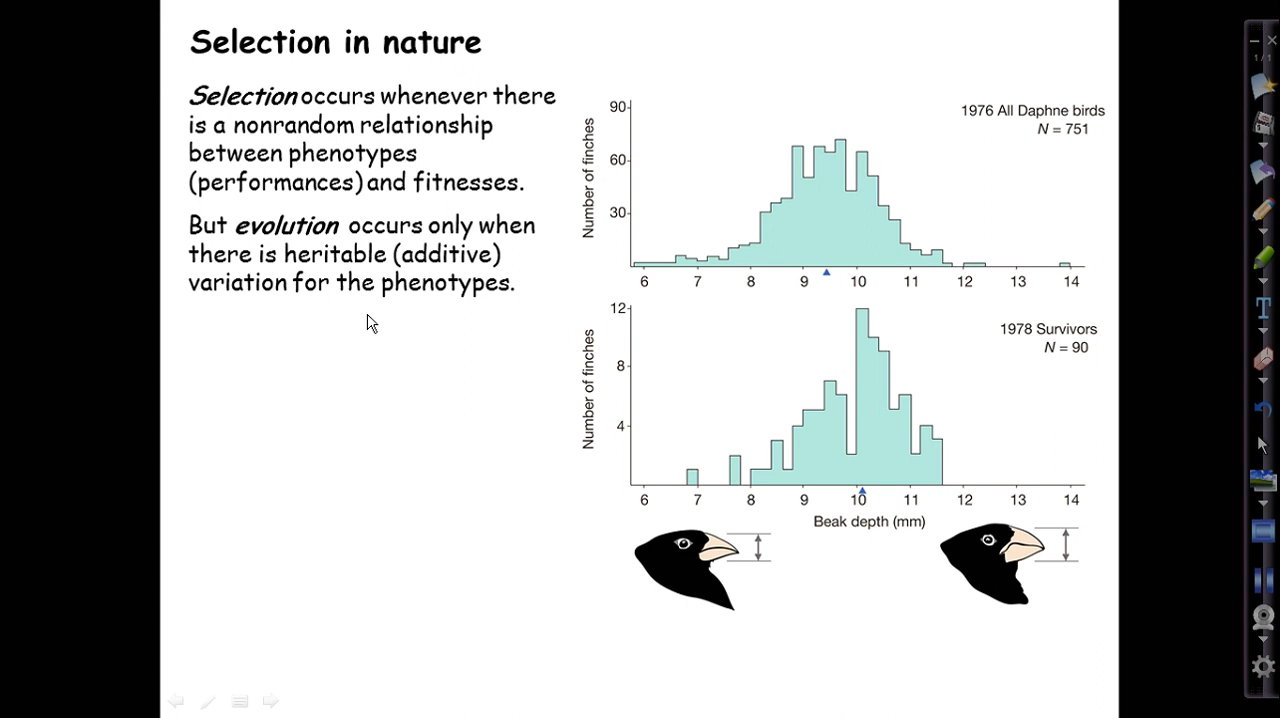 Selection in nature
Selection occurs whenever there
is a nonrandom relationship
between phenotypes
(performances) and fitnesses.
But evolution occurs only when
there is heritable (additive)
variation for the phenotypes.
1976 All Daphne birds
N = 751
Number of finches
90
60
30
6 7 8 9 10 11 12 13 14
1978 Survivors
N = 90
Number of finches
12
8
4
6 7 8 9 10 11 12 13 14
Beak depth (mm)
1/1
T